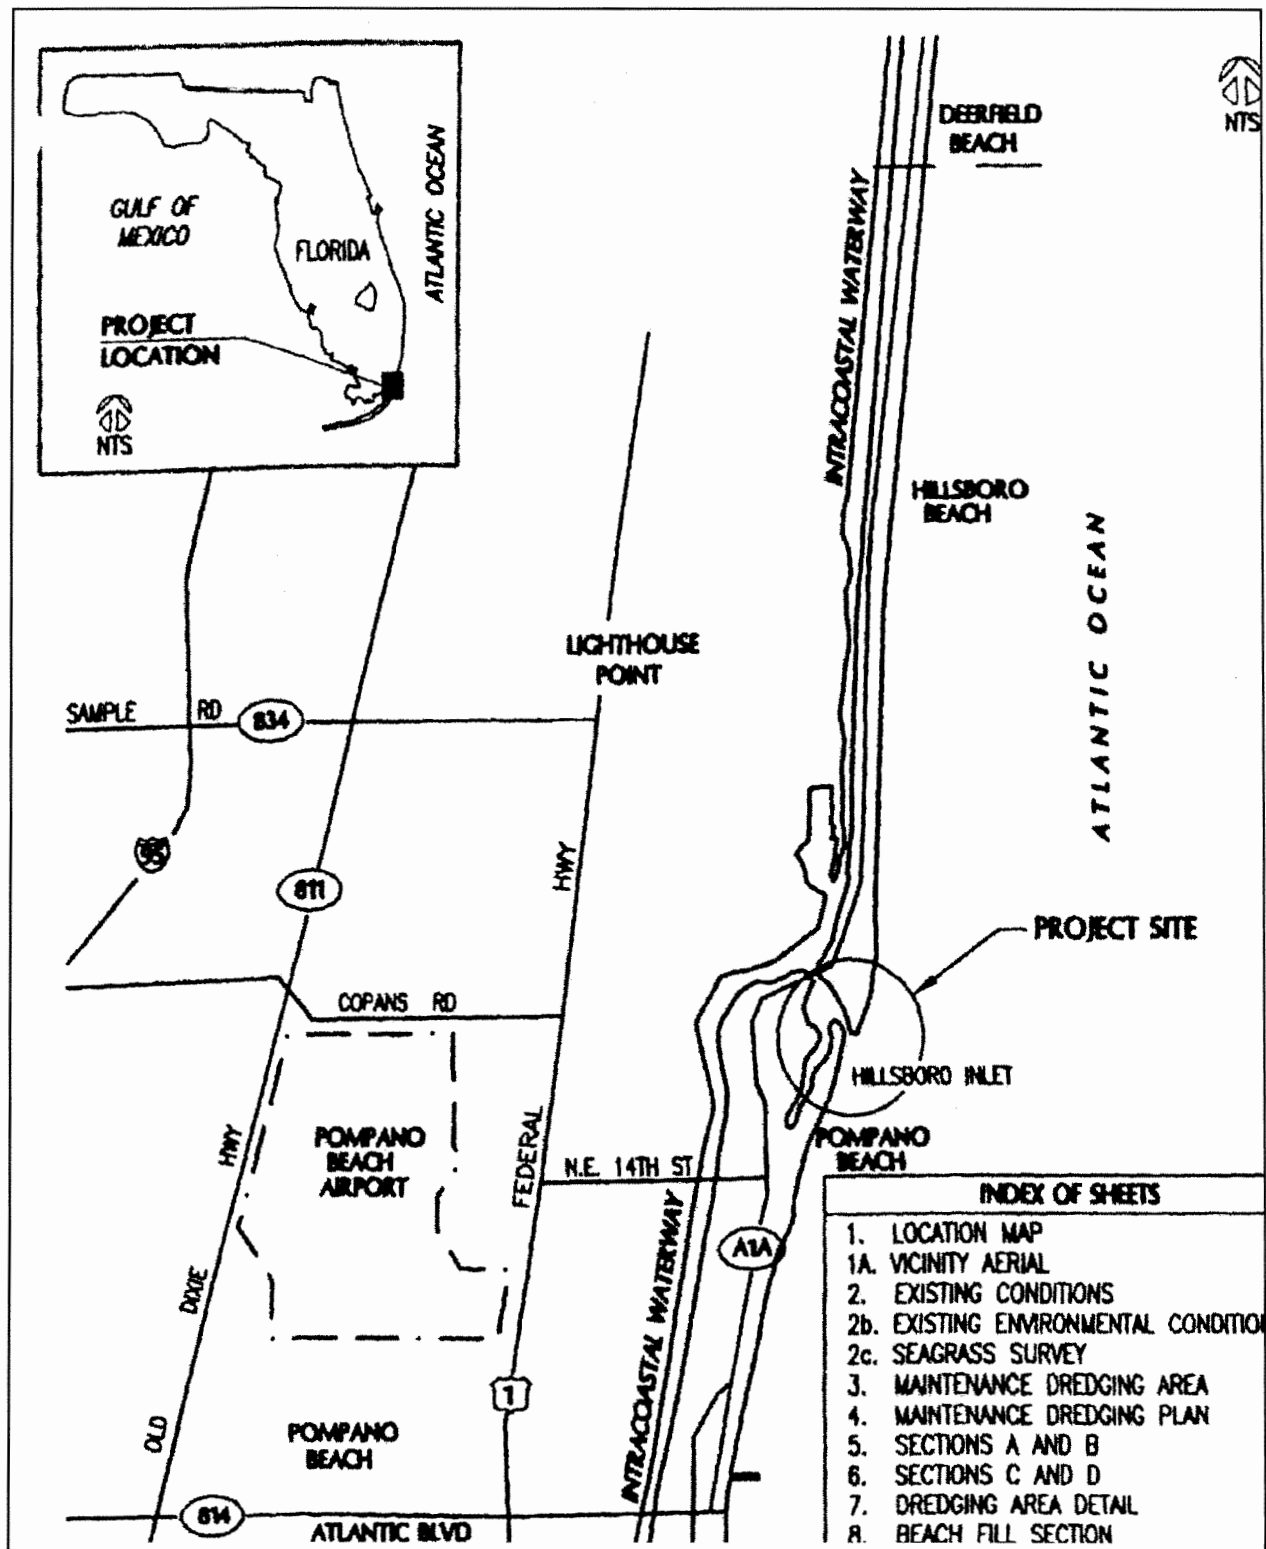 GULF OF
MEXICO
FLORIDA
ATLANTIC OCEAN
PROJECT
LOCATION
NTS
NTS
DEERFIELD
BEACH
INTRACOASTAL WATERWAY
HILLSBORO
BEACH
ATLANTIC OCEAN
LIGHTHOUSE
POINT
SAMPLE RD
834
95
811
HWY
PROJECT SITE
COPANS RD
HILLSBORO INLET
POMPANO
BEACH
AIRPORT
HWY
FEDERAL
N.E. 14TH ST
POMPANO
BEACH
DIXIE
INTRACOASTAL WATERWAY
A1A
1
OLD
POMPANO
BEACH
814
ATLANTIC BLVD
INDEX OF SHEETS
1. LOCATION MAP
1A. VICINITY AERIAL
2. EXISTING CONDITIONS
2b. EXISTING ENVIRONMENTAL CONDITIO
2c. SEAGRASS SURVEY
3. MAINTENANCE DREDGING AREA
4. MAINTENANCE DREDGING PLAN
5. SECTIONS A AND B
6. SECTIONS C AND D
7. DREDGING AREA DETAIL
8. BEACH FILL SECTION